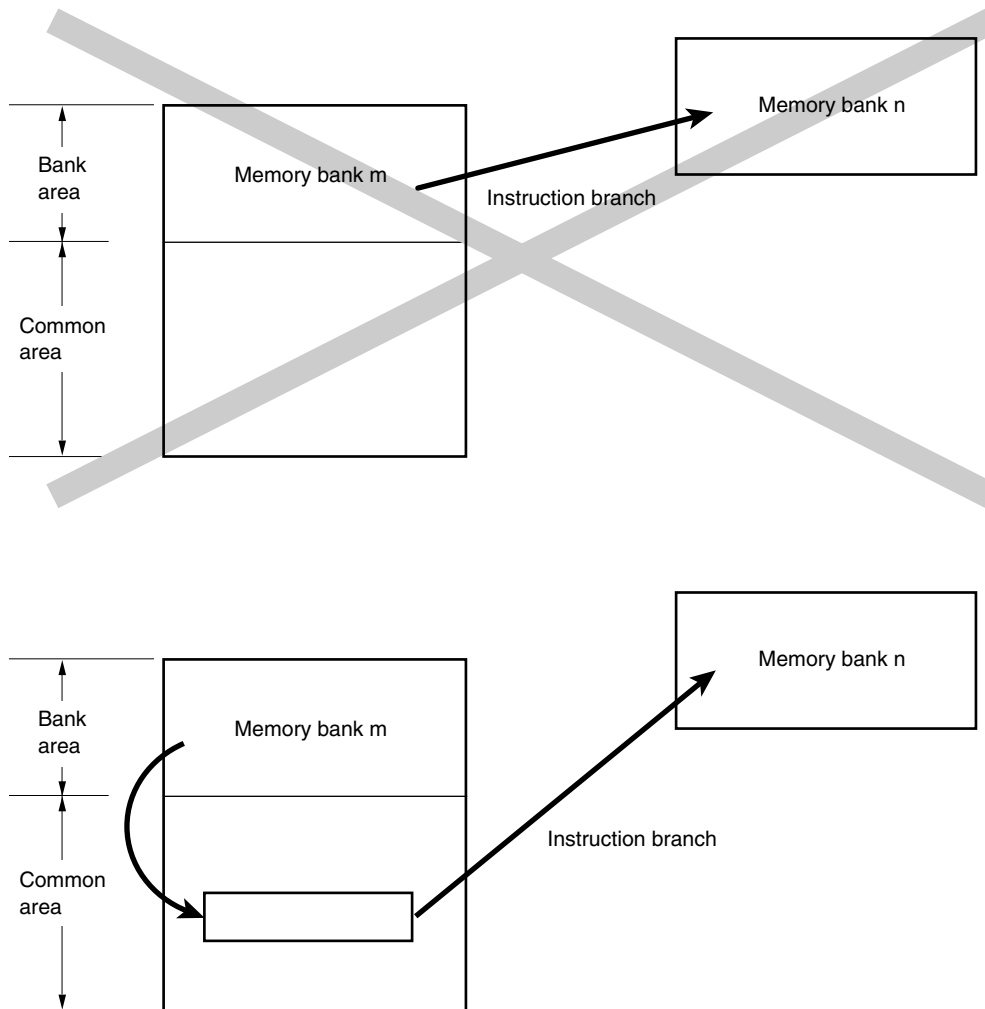 Memory bank n
Memory bank m
Bank
area
Instruction branch
Common
area
Memory bank n
Memory bank m
Bank
area
Instruction branch
Common
area